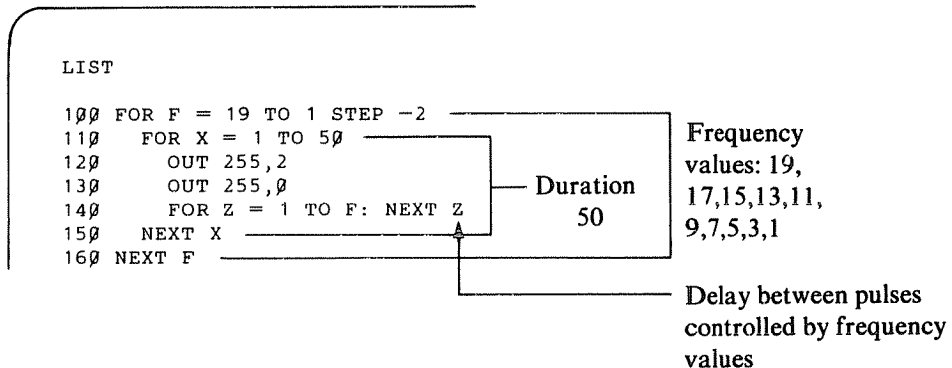 LIST
100 FOR F = 19 TO 1 STEP -2
110 FOR X = 1 TO 50
120 OUT 255,2
130 OUT 255,0
140 FOR Z = 1 TO F: NEXT Z
150 NEXT X
160 NEXT F
Duration
50
Frequency
values: 19,
17,15,13,11,
9,7,5,3,1
Delay between pulses
controlled by frequency
values